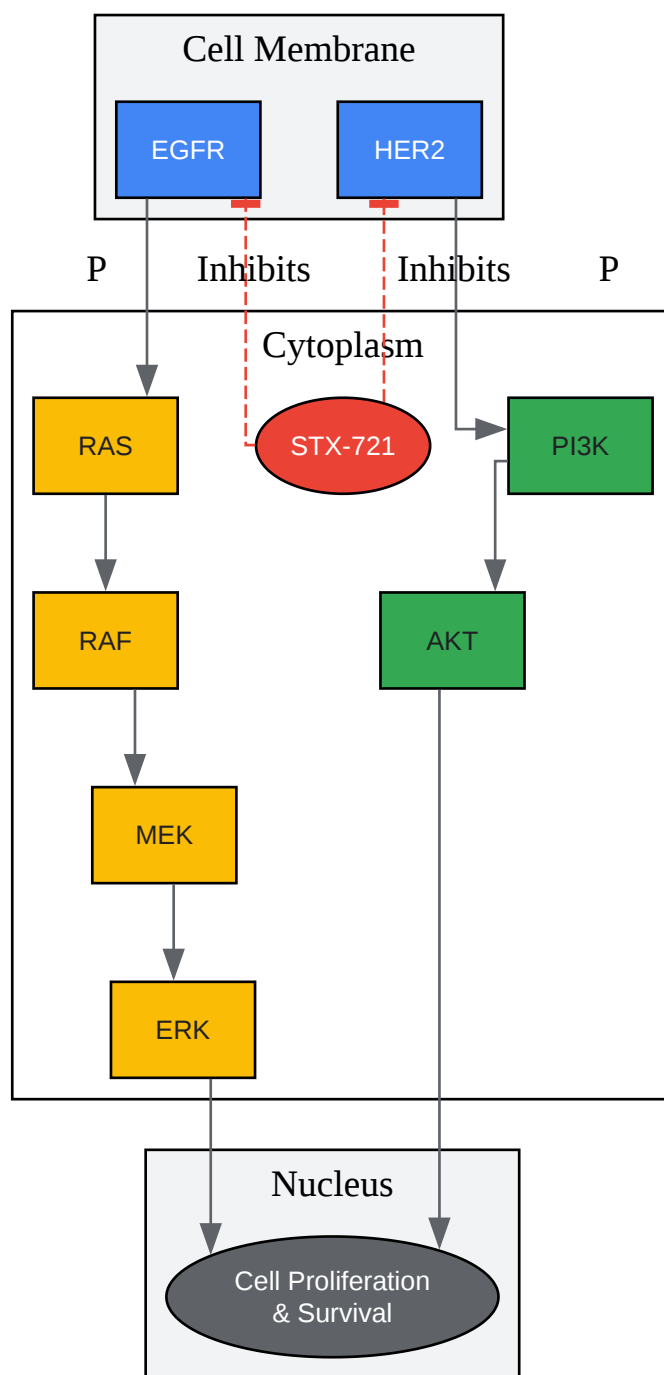 Cell Membrane
EGFR
HER2
P
Inhibits
Inhibits
P
Cytoplasm
RAS
STX-721
PI3K
RAF
AKT
MEK
ERK
Nucleus
Cell Proliferation
& Survival